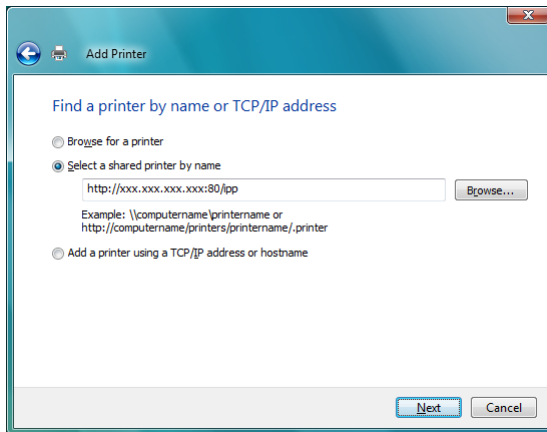 Add Printer
Find a printer by name or TCP/IP address
Browse for a printer
Select a shared printer by name
http://xxx.xxx.xxx.xxx:80/ipp
Browse...
Example: \\computername\printername or
http://computername/printers/printername/.printer
Add a printer using a TCP/IP address or hostname
Next
Cancel